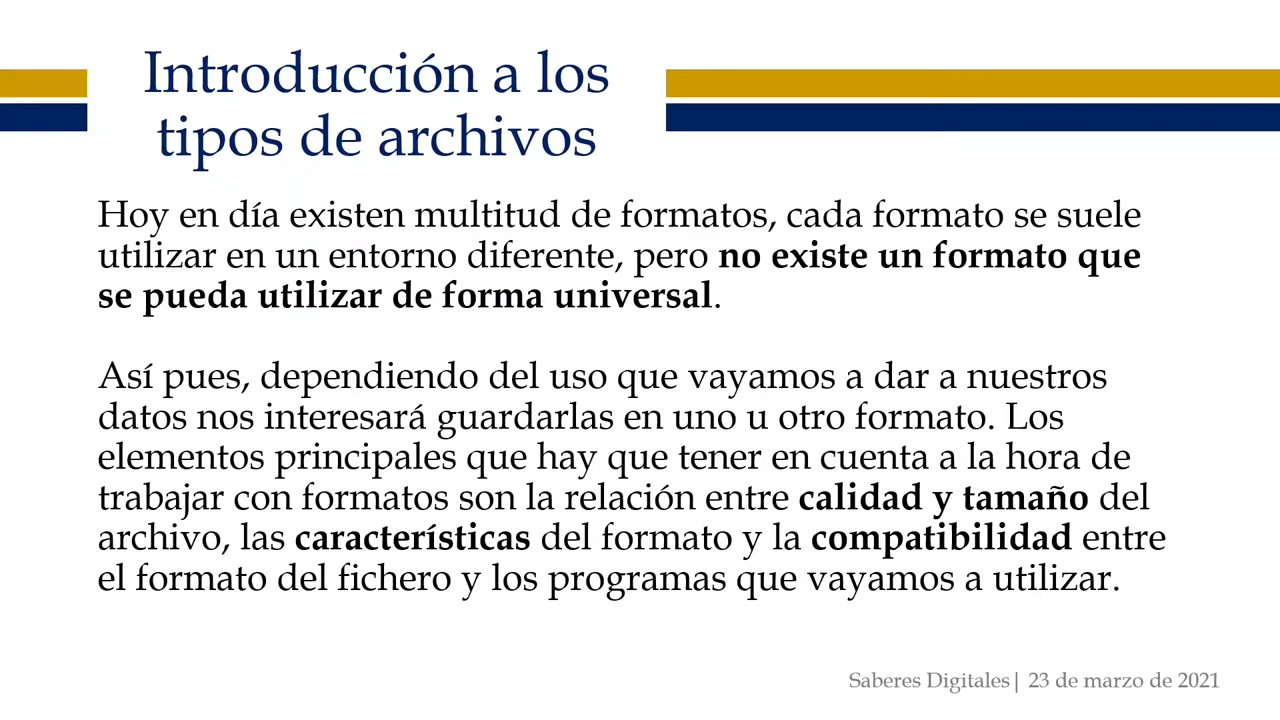 Introducción a los
tipos de archivos
Hoy en día existen multitud de formatos, cada formato se suele
utilizar en un entorno diferente, pero no existe un formato que
se pueda utilizar de forma universal.
Así pues, dependiendo del uso que vayamos a dar a nuestros
datos nos interesará guardarlas en uno u otro formato. Los
elementos principales que hay que tener en cuenta a la hora de
trabajar con formatos son la relación entre calidad y tamaño del
archivo, las características del formato y la compatibilidad entre
el formato del fichero y los programas que vayamos a utilizar.
Saberes Digitales| 23 de marzo de 2021